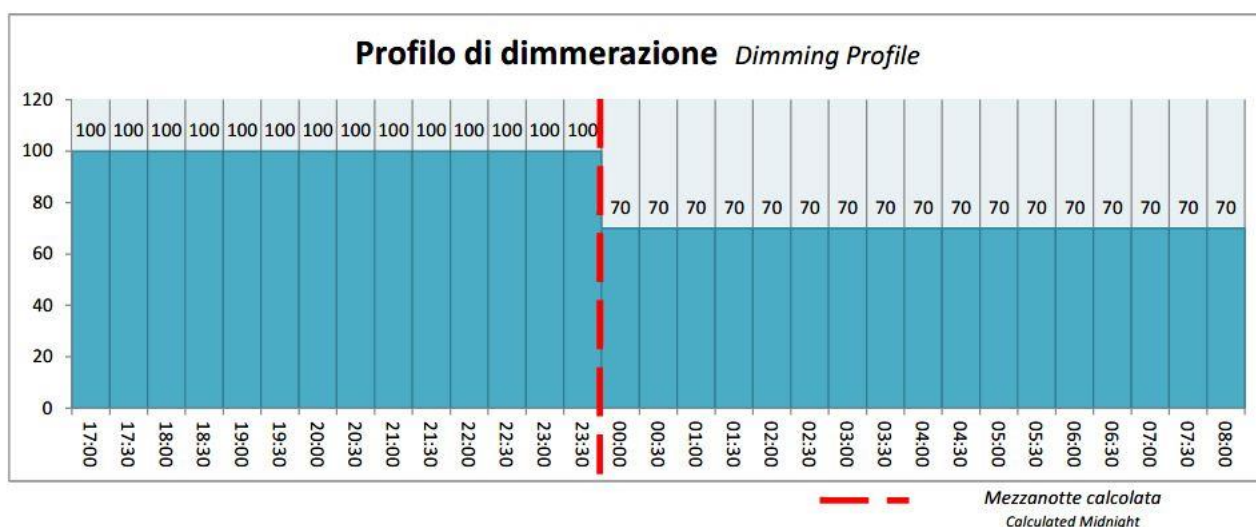 Profilo di dimmerazione Dimming Profile
120
100 100 100 100 100 100 100 100 100 100 100 100 100 100
100
80
70 70 70 70 70 70 70 70 70 70 70 70 70 70 70 70 70
60
40
20
0
17:00 17:30 18:00 18:30 19:00 19:30 20:00 20:30 21:00 21:30 22:00 22:30 23:00 23:30 00:00 00:30 01:00 01:30 02:00 02:30 03:00 03:30 04:00 04:30 05:00 05:30 06:00 06:30 07:00 07:30 08:00
Mezzanotte calcolata
Calculated Midnight